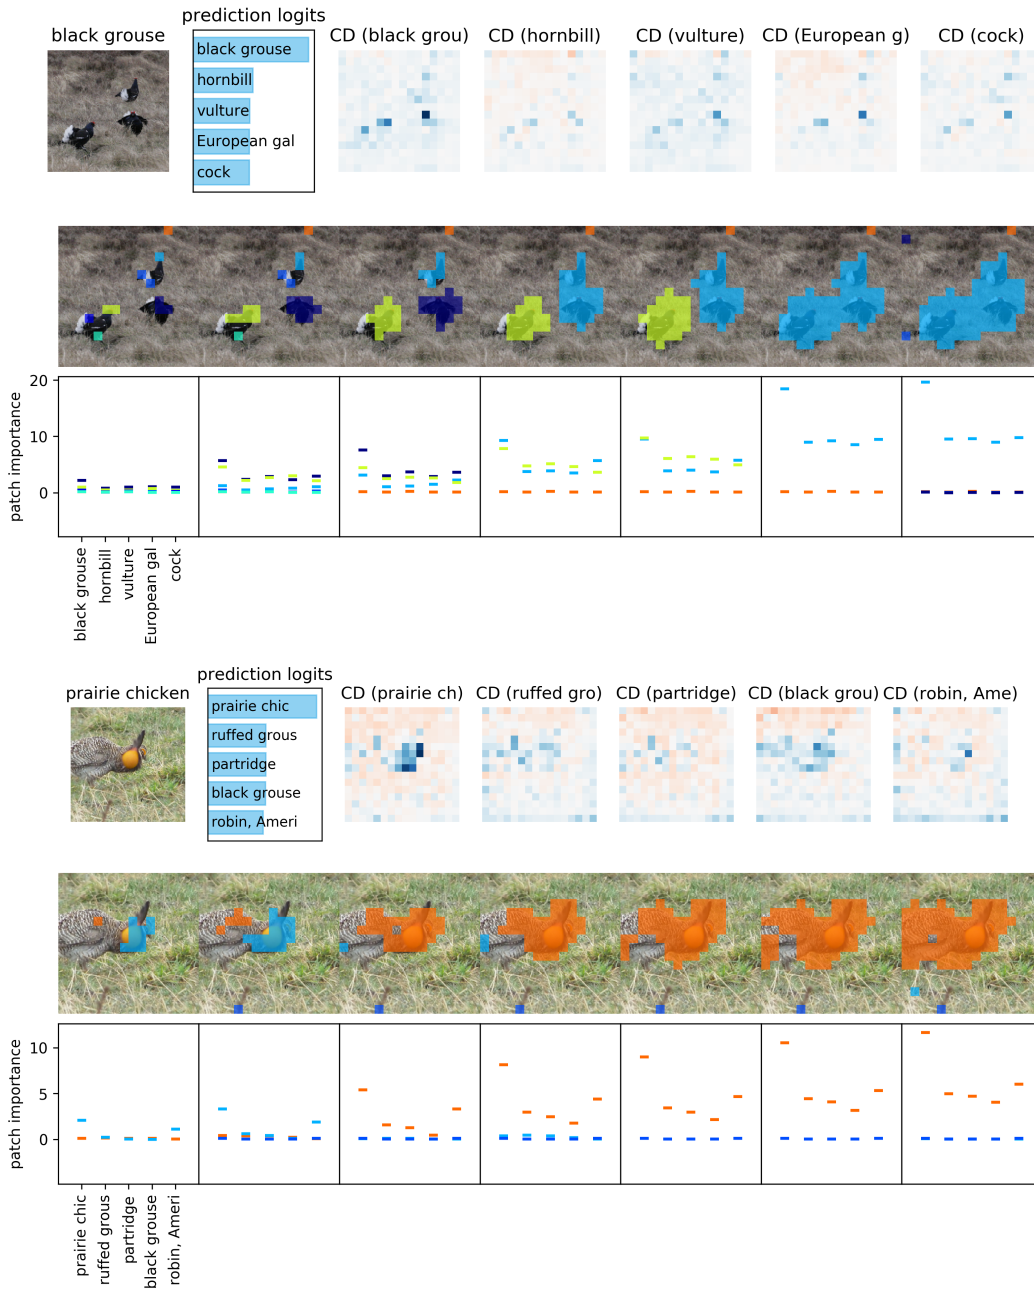 prediction logits
black grouse
CD (black grou)
CD (hornbill)
CD (vulture)
CD (European g)
CD (cock)
black grouse
hornbill
vulture
European gal
cock
20
10
0
patch importance
black grouse
hornbill
vulture
European gal
cock
prediction logits
prairie chicken
CD (prairie ch)
CD (ruffed gro)
CD (partridge)
CD (black grou)
CD (robin, Ame)
prairie chic
ruffed grous
partridge
black grouse
robin, Ameri
10
5
0
patch importance
prairie chic
ruffed grous
partridge
black grouse
robin, Ameri